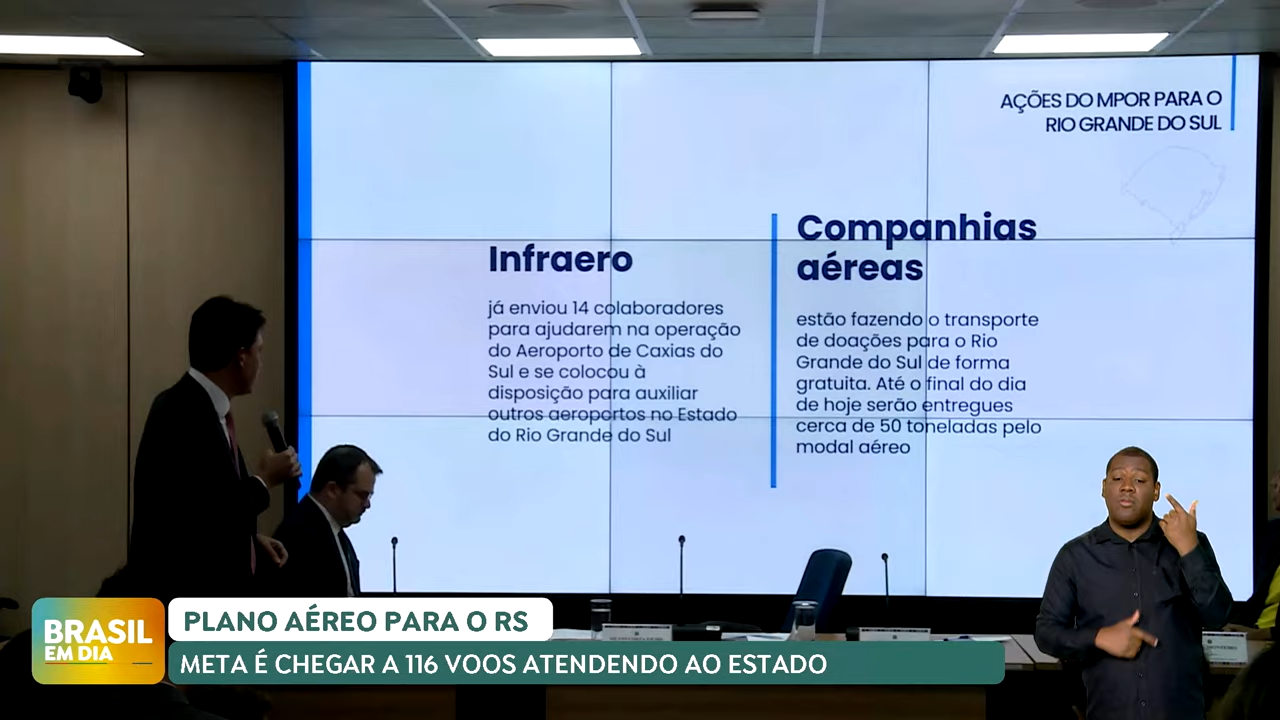 AÇÕES DO MPOR PARA O
RIO GRANDE DO SUL
Infraero
já enviou 14 colaboradores
para ajudarem na operação
do Aeroporto de Caxias do
Sul e se colocou à
disposição para auxiliar
outros aeroportos no Estado
do Rio Grande do Sul
Companhias
aéreas
estão fazendo o transporte
de doações para o Rio
Grande do Sul de forma
gratuita. Até o final do dia
de hoje serão entregues
cerca de 50 toneladas pelo
modal aéreo
BRASIL
EM DIA
PLANO AÉREO PARA O RS
META É CHEGAR A 116 VOOS ATENDENDO AO ESTADO